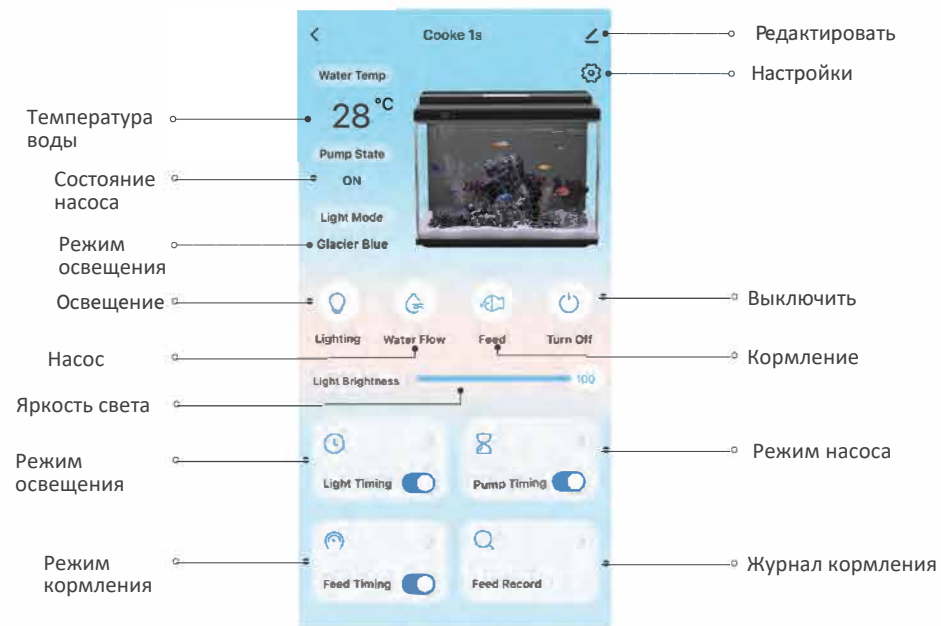 Cooke 1s
Редактировать
Настройки
Water Temp
28 °C
Температура
воды
Pump State
ON
Состояние
насоса
Light Mode
Glacier Blue
Режим
освещения
Освещение
Выключить
Lighting
Water Flow
Feed
Turn Off
Насос
Кормление
Light Brightness
100
Яркость света
Режим
освещения
Режим насоса
Light Timing
Pump Timing
Режим
кормления
Журнал кормления
Feed Timing
Feed Record